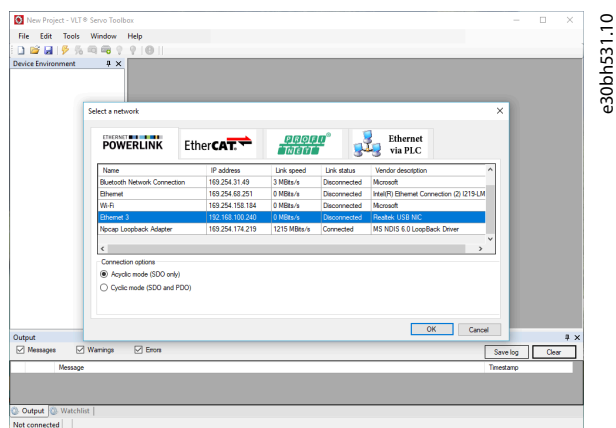 New Project - VLT® Servo Toolbox
File Edit Tools Window Help
Device Environment
Select a network
ETHERNET POWERLINK
EtherCAT.
PROFI NET®
Ethernet via PLC
Name IP address Link speed Link status Vendor description
Bluetooth Network Connection 169.254.31.49 3 MBits/s Disconnected Microsoft
Ethernet 169.254.68.251 0 MBits/s Disconnected Intel(R) Ethernet Connection (2) I219-LM
Wi-Fi 169.254.158.184 0 MBits/s Disconnected Microsoft
Ethernet 3 192.168.100.240 0 MBits/s Disconnected Realtek USB NIC
Npcap Loopback Adapter 169.254.174.219 1215 MBits/s Connected MS NDIS 6.0 LoopBack Driver
Connection options
Acyclic mode (SDO only)
Cyclic mode (SDO and PDO)
OK Cancel
Output
Messages Warnings Errors Save log Clear
Message Timestamp
Output Watchlist
Not connected
e30bh531.10